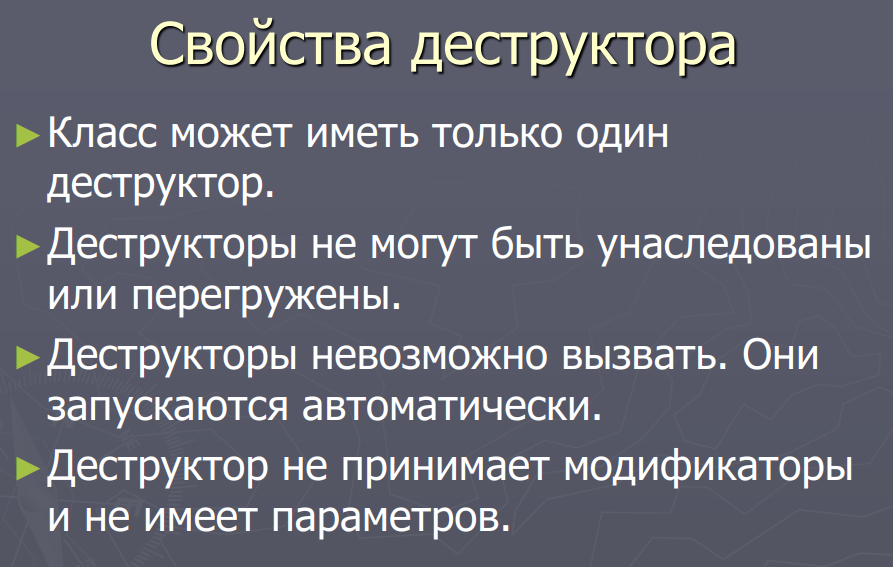 Свойства деструктора
►Класс может иметь только один
деструктор.
►Деструкторы не могут быть унаследованы
или перегружены.
►Деструкторы невозможно вызвать. Они
запускаются автоматически.
►Деструктор не принимает модификаторы
и не имеет параметров.